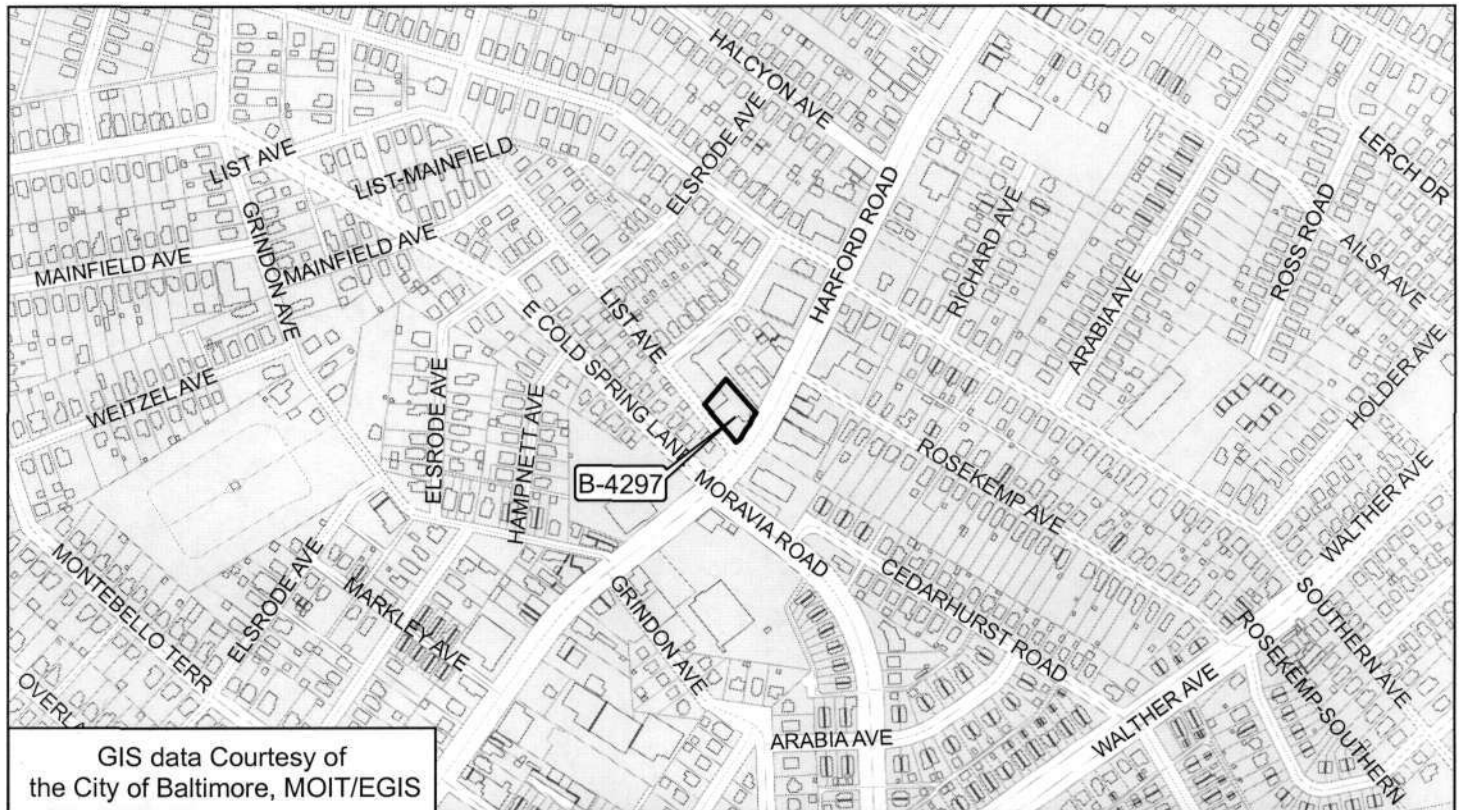 HALCYON AVE
ELSRODE AVE
LIST AVE
LIST-MAINFIELD
GRINDON AVE
MAINFIELD AVE
MAINFIELD AVE
HARFORD ROAD
RICHARD AVE
ARABIA AVE
ROSS ROAD
LERCH DR
AILSA AVE
HOLDER AVE
E COLD SPRING LANE
LIST AVE
WEITZEL AVE
ELSRODE AVE
HAMPNETT AVE
B-4297
MORAVIA ROAD
ROSEKEMP AVE
WALTHER AVE
MONTEBELLO TERR
ELSRODE AVE
MARKLEY AVE
GRINDON AVE
CEDARHURST ROAD
SOUTHERN AVE
ROSEKEMP-SOUTHERN
WALTHER AVE
ARABIA AVE
OVERLA
GIS data Courtesy of
the City of Baltimore, MOIT/EGIS